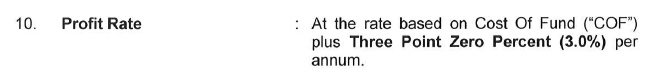 10. Profit Rate : At the rate based on Cost Of Fund ("COF")
plus Three Point Zero Percent (3.0%) per
annum.